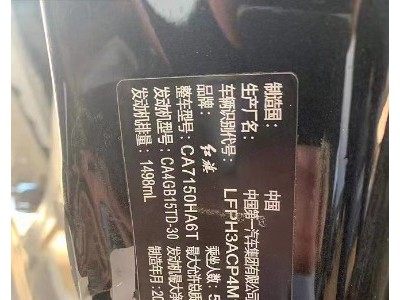 制造国: 中国
生产厂名: 中国第一汽车集团有限公司
车辆识别代号: LFPH3ACP4M
品牌: 红旗 乘坐人数: 5
整车型号: CA7150HA6T 最大允许总质
发动机型号: CA4GB15TD-30 制造年月: 20
发动机排量: 1498mL 发动机最大净